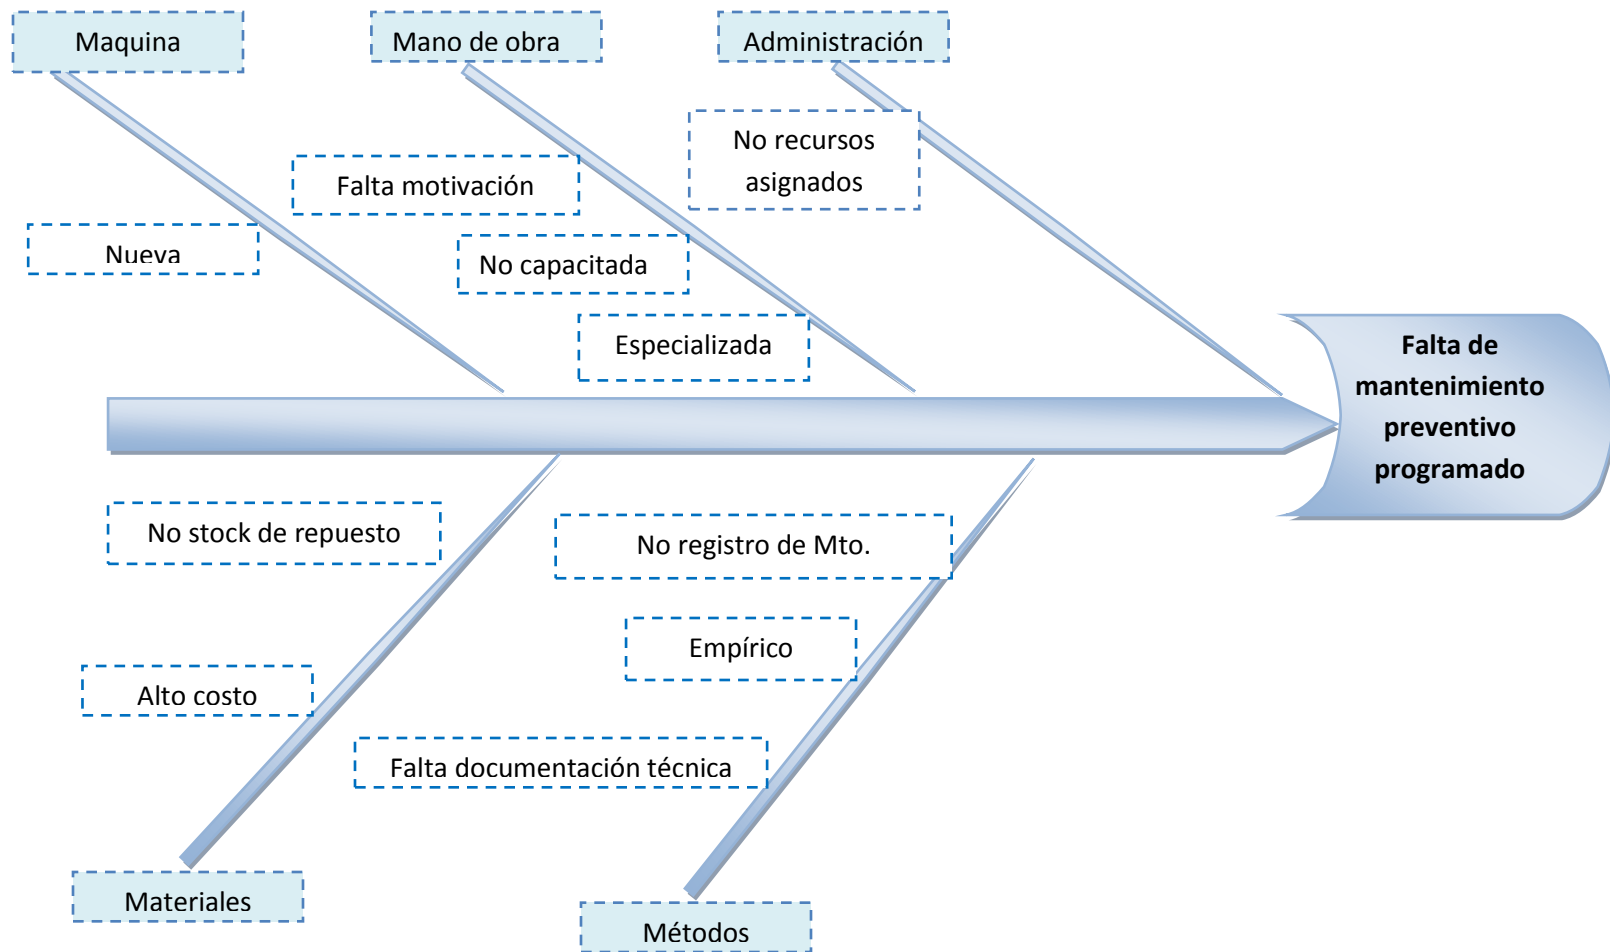 Maquina
Mano de obra
Administración
No recursos
asignados
Falta motivación
Nueva
No capacitada
Especializada
Falta de
mantenimiento
preventivo
programado
No stock de repuesto
No registro de Mto.
Empírico
Alto costo
Falta documentación técnica
Materiales
Métodos